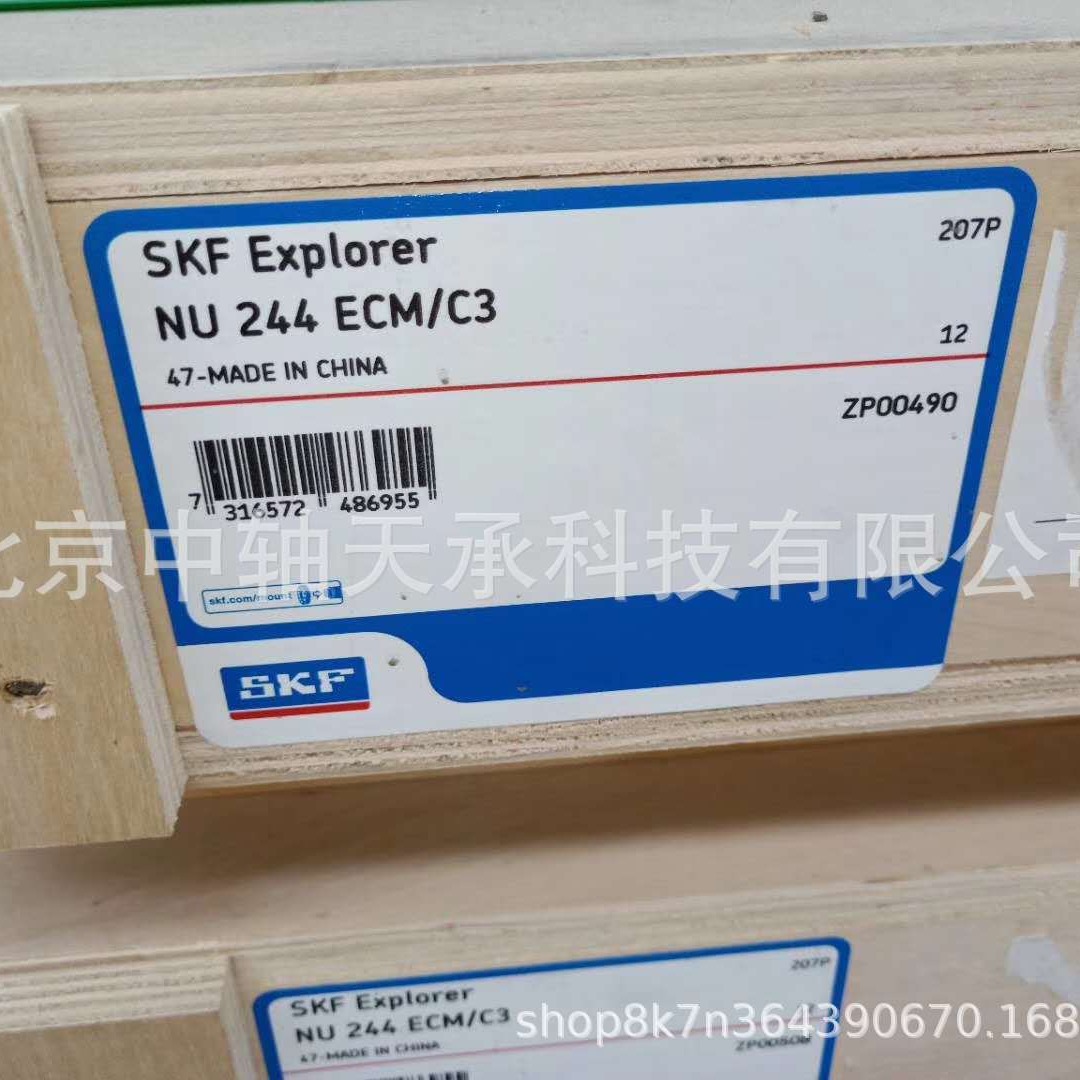 SKF Explorer
207P
NU 244 ECM/C3
12
47-MADE IN CHINA
ZP00490
7 316572 486955
北京中轴天承科技有限公司
skf.com/mount
SKF
SKF Explorer
207P
NU 244 ECM/C3
shop8k7n364390670.168
47-MADE IN CHINA